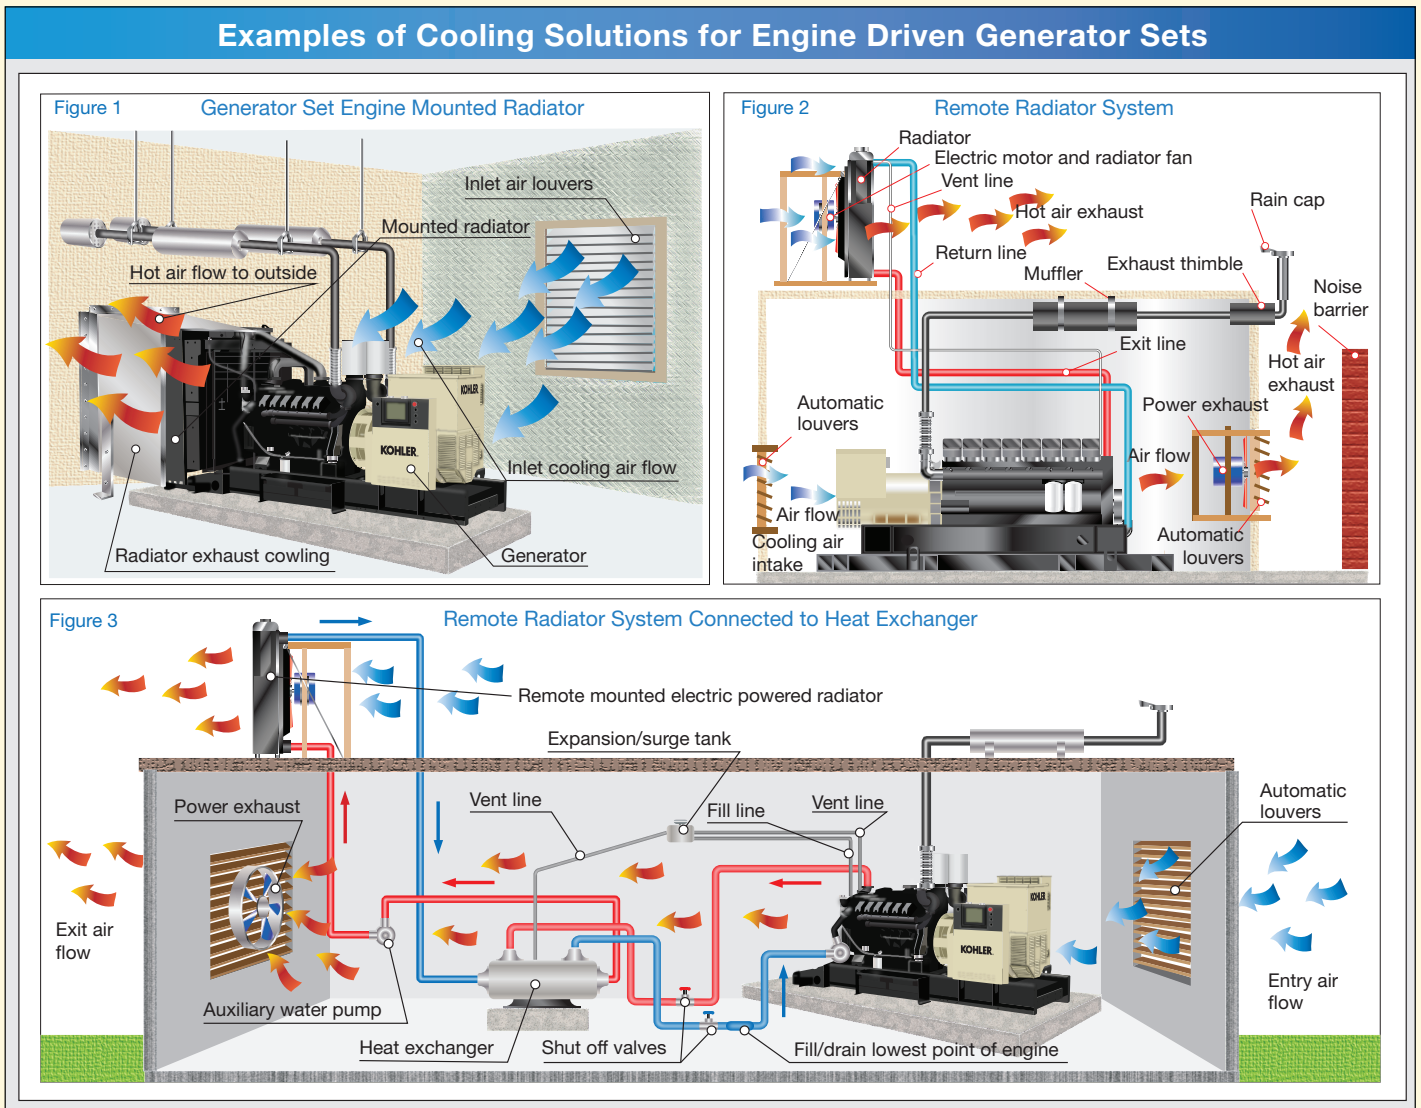 Examples of Cooling Solutions for Engine Driven Generator Sets
Figure 1
Generator Set Engine Mounted Radiator
Inlet air louvers
Mounted radiator
Hot air flow to outside
KOHLER
KOHLER
Inlet cooling air flow
Radiator exhaust cowling
Generator
Figure 2
Remote Radiator System
Radiator
Electric motor and radiator fan
Vent line
Hot air exhaust
Rain cap
Return line
Muffler
Exhaust thimble
Noise
barrier
Exit line
Hot air
exhaust
Automatic
louvers
Power exhaust
Air flow
Air flow
Cooling air
intake
Automatic
louvers
Figure 3
Remote Radiator System Connected to Heat Exchanger
Remote mounted electric powered radiator
Expansion/surge tank
Power exhaust
Vent line
Fill line
Vent line
Automatic
louvers
KOHLER
KOHLER
Exit air
flow
Entry air
flow
Auxiliary water pump
Heat exchanger
Shut off valves
Fill/drain lowest point of engine